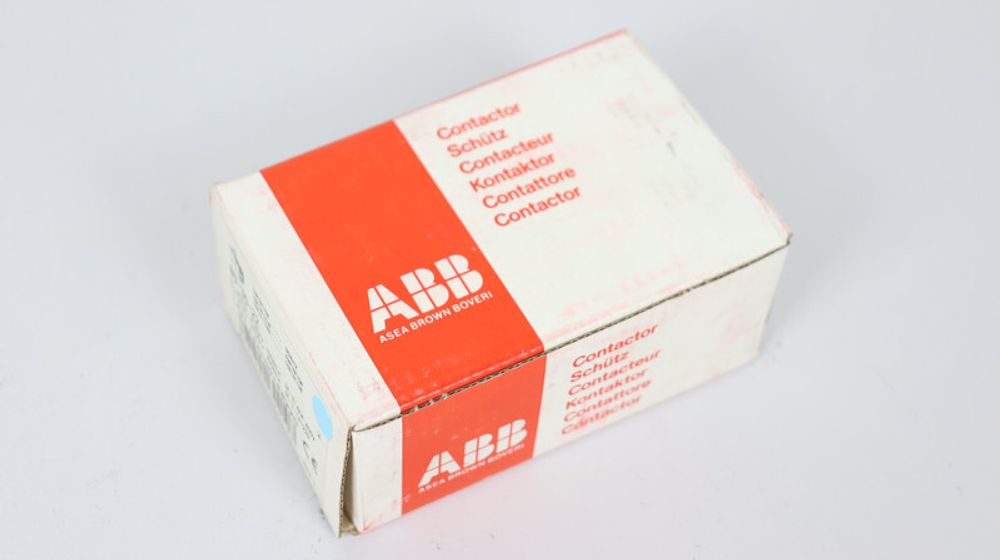 Contactor
Schütz
Contacteur
Kontaktor
Contattore
Contactor
ABB
ASEA BROWN BOVERI
Contactor
Schütz
Contacteur
Kontaktor
Contattore
Contactor
ABB
ASEA BROWN BOVERI
CE